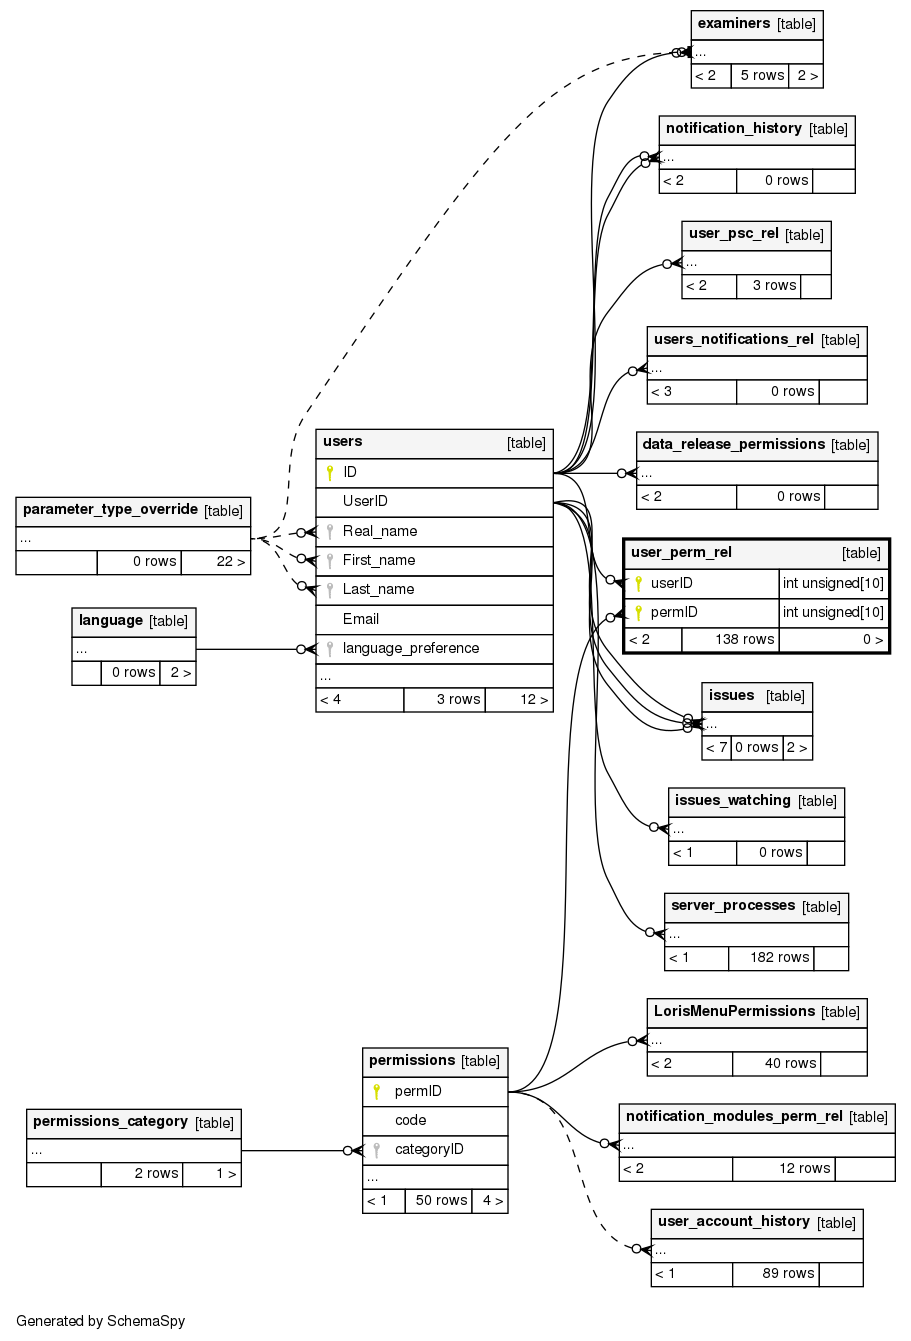 examiners [table]
...
< 2 5 rows 2 >
notification_history [table]
...
< 2 0 rows
user_psc_rel [table]
...
< 2 3 rows
users_notifications_rel [table]
...
< 3 0 rows
users [table]
ID
UserID
Real_name
First_name
Last_name
Email
language_preference
...
< 4 3 rows 12 >
data_release_permissions [table]
...
< 2 0 rows
parameter_type_override [table]
...
0 rows 22 >
user_perm_rel [table]
userID int unsigned[10]
permID int unsigned[10]
< 2 138 rows 0 >
language [table]
...
0 rows 2 >
issues [table]
...
< 7 0 rows 2 >
issues_watching [table]
...
< 1 0 rows
server_processes [table]
...
< 1 182 rows
LorisMenuPermissions [table]
...
< 2 40 rows
permissions [table]
permID
code
categoryID
...
< 1 50 rows 4 >
permissions_category [table]
...
2 rows 1 >
notification_modules_perm_rel [table]
...
< 2 12 rows
user_account_history [table]
...
< 1 89 rows
Generated by SchemaSpy